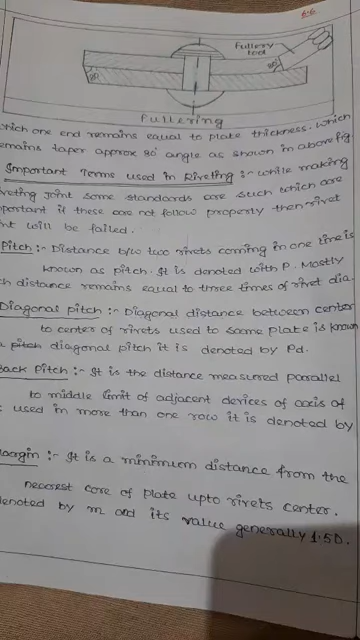 6.6
Fullery
tool
80°
80
Fullering
which one end remains equal to plate thickness. which
remains taper approx 80° angle as shown in above fig
Important Terms used in Riveting :- while making
riveting joint some standards are such which are
important if these are not follow property then rivet
joint will be failed.
Pitch :- Distance b/w two rivets coming in one line is
known as pitch. It is denoted with P. Mostly
distance remains equal to three times of rivet dia.
Diagonal pitch :- Diagonal distance between center
to center of rivets used to some plate is known
a pitch diagonal pitch it is denoted by Pd.
Back Pitch :- It is the distance measured parallel
to middle limit of adjacent devices of axis of
used in more than one row it is denoted by
Margin :- It is a minimum distance from the
nearest core of plate upto rivets center.
denoted by m and its value generally 1.5D.